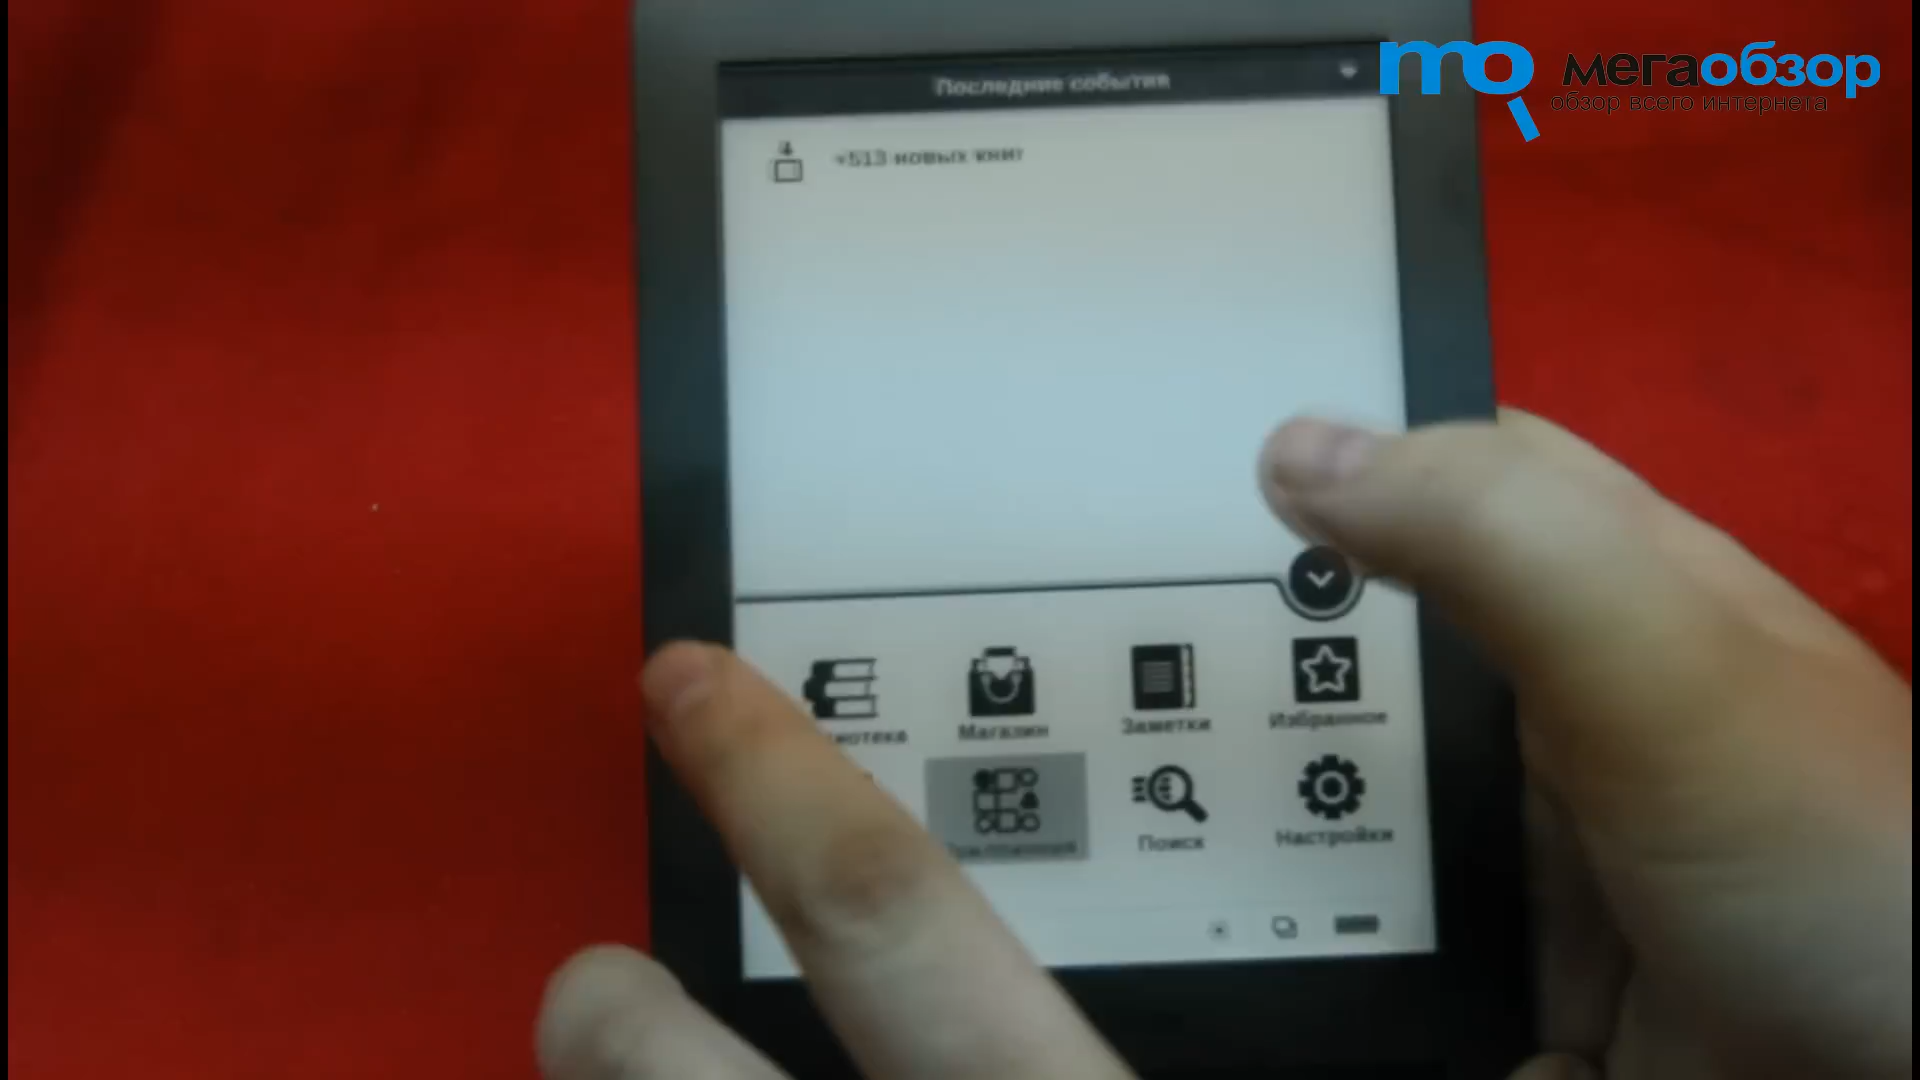 мегаобзор
обзор всего интернета
Последние события
+513 новых книг
Магазин
Заметки
Избранное
Поиск
Настройки